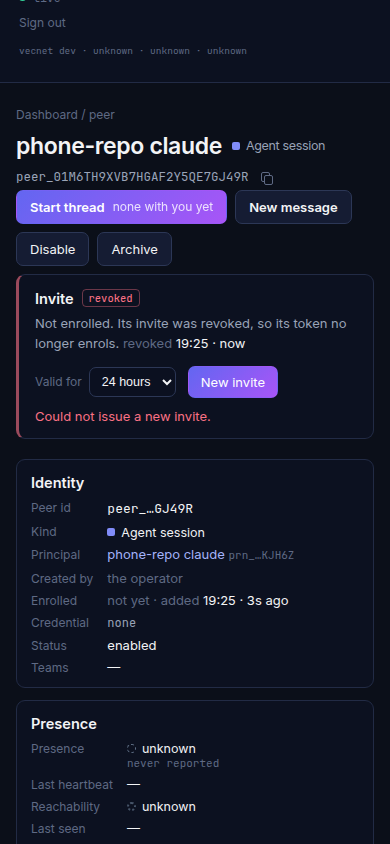 Sign out
vecnet dev · unknown · unknown · unknown
Dashboard / peer
phone-repo claude Agent session
peer_01M6TH9XVB7HGAF2Y5QE7GJ49R
Start thread none with you yet New message
Disable Archive
Invite revoked
Not enrolled. Its invite was revoked, so its token no
longer enrols. revoked 19:25 · now
Valid for 24 hours New invite
Could not issue a new invite.
Identity
Peer id peer_…GJ49R
Kind Agent session
Principal phone-repo claude prn_…KJH6Z
Created by the operator
Enrolled not yet · added 19:25 · 3s ago
Credential none
Status enabled
Teams —
Presence
Presence unknown
never reported
Last heartbeat —
Reachability unknown
Last seen —